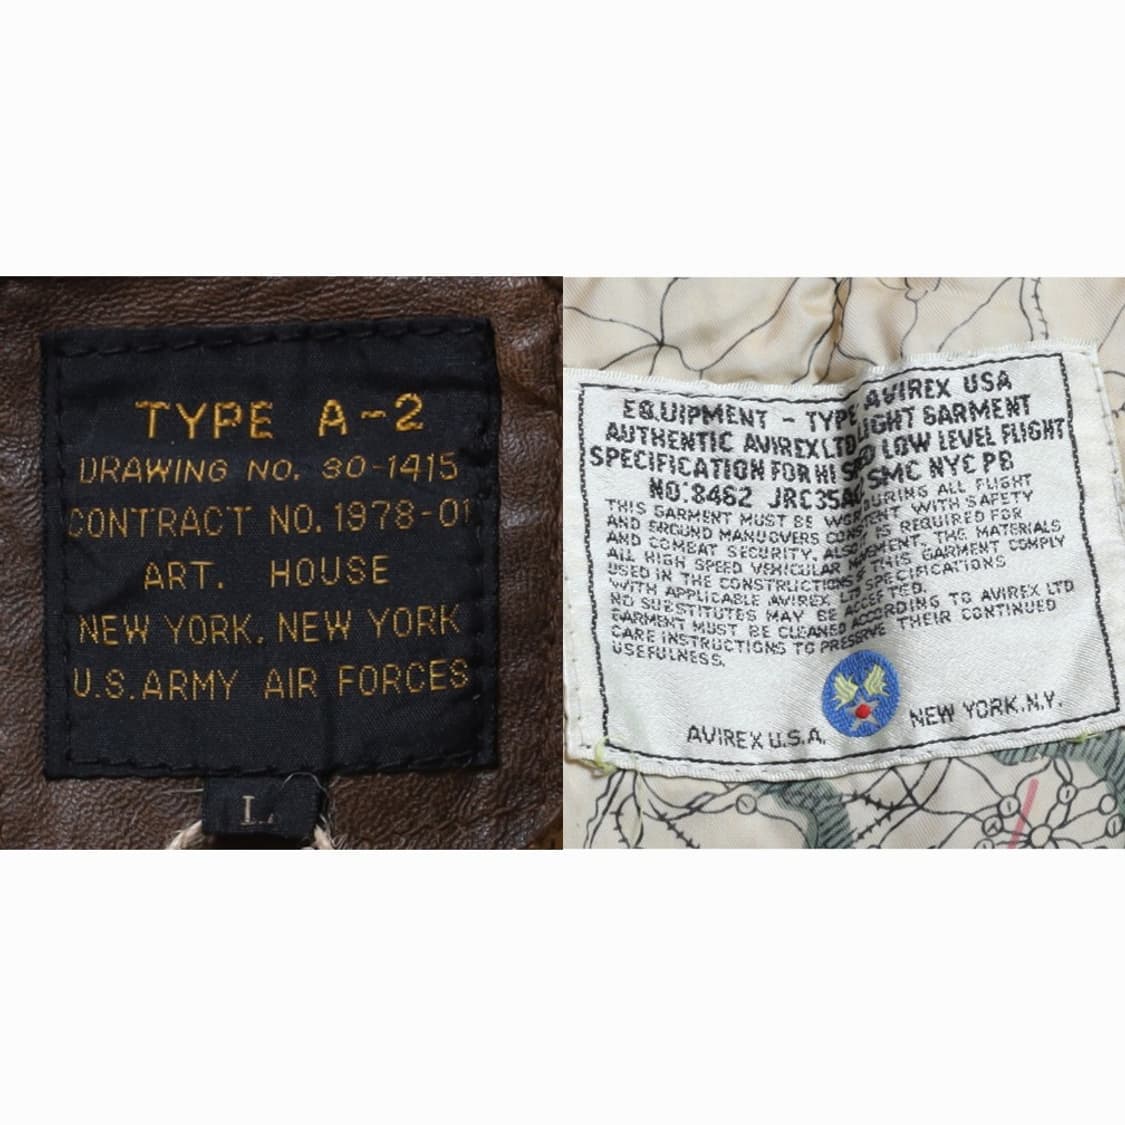 TYPE A-2
DRAWING NO. 30-1415
CONTRACT NO. 1978-01
ART. HOUSE
NEW YORK. NEW YORK
U.S. ARMY AIR FORCES
L
EQUIPMENT - TYPE AVIREX USA
AUTHENTIC AVIREX LTD FLIGHT GARMENT
SPECIFICATION FOR HI SPEED LOW LEVEL FLIGHT
NO. 8462 JRC35A SMC NYC PB
THIS GARMENT MUST BE WORN DURING ALL FLIGHT
AND GROUND MANUOVERS WITH SAFETY
AND COMBAT SECURITY. ALSO IS REQUIRED FOR
ALL HIGH SPEED VEHICULAR MOVEMENT. THE MATERIALS
USED IN THE CONSTRUCTION OF THIS GARMENT COMPLY
WITH APPLICABLE AVIREX LTD SPECIFICATIONS
NO SUBSTITUTES MAY BE ACCEPTED.
GARMENT MUST BE CLEANED ACCORDING TO AVIREX LTD
CARE INSTRUCTIONS TO PRESERVE THEIR CONTINUED
USEFULNESS.
AVIREX U.S.A. NEW YORK. N.Y.